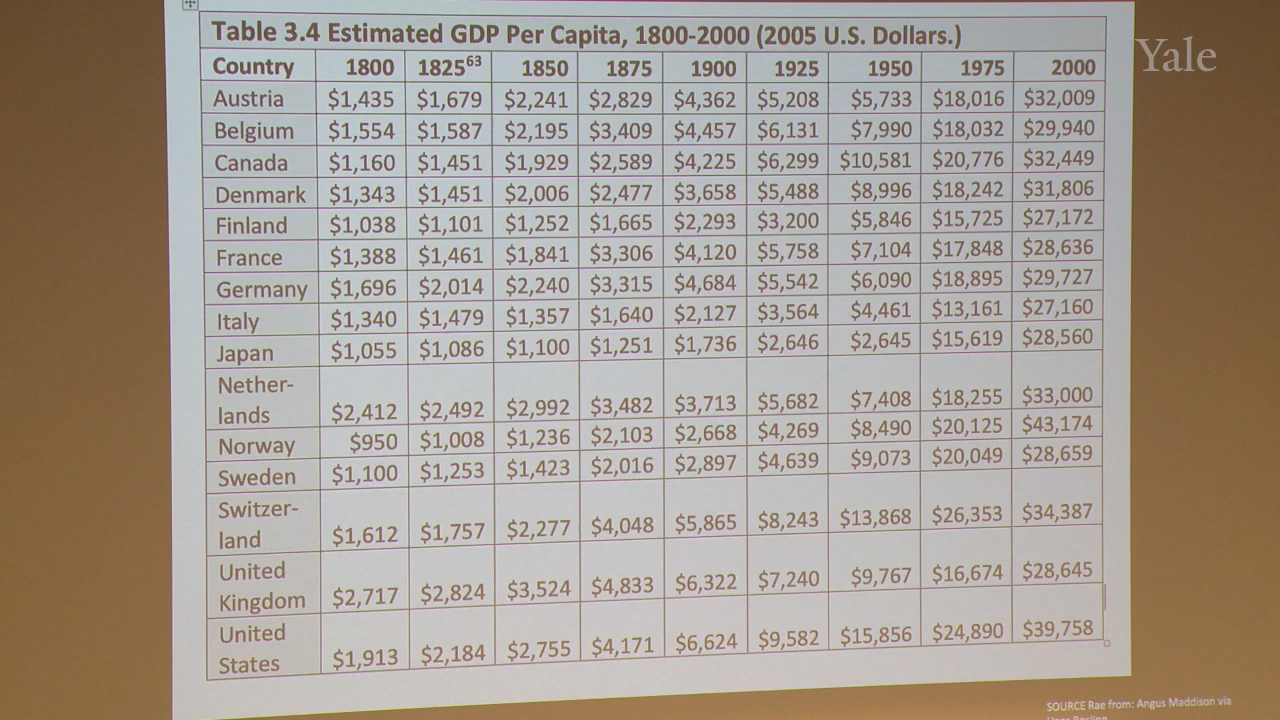 Table 3.4 Estimated GDP Per Capita, 1800-2000 (2005 U.S. Dollars.)
Yale
Country 1800 1825⁶³ 1850 1875 1900 1925 1950 1975 2000
Austria $1,435 $1,679 $2,241 $2,829 $4,362 $5,208 $5,733 $18,016 $32,009
Belgium $1,554 $1,587 $2,195 $3,409 $4,457 $6,131 $7,990 $18,032 $29,940
Canada $1,160 $1,451 $1,929 $2,589 $4,225 $6,299 $10,581 $20,776 $32,449
Denmark $1,343 $1,451 $2,006 $2,477 $3,658 $5,488 $8,996 $18,242 $31,806
Finland $1,038 $1,101 $1,252 $1,665 $2,293 $3,200 $5,846 $15,725 $27,172
France $1,388 $1,461 $1,841 $3,306 $4,120 $5,758 $7,104 $17,848 $28,636
Germany $1,696 $2,014 $2,240 $3,315 $4,684 $5,542 $6,090 $18,895 $29,727
Italy $1,340 $1,479 $1,357 $1,640 $2,127 $3,564 $4,461 $13,161 $27,160
Japan $1,055 $1,086 $1,100 $1,251 $1,736 $2,646 $2,645 $15,619 $28,560
Nether-
lands $2,412 $2,492 $2,992 $3,482 $3,713 $5,682 $7,408 $18,255 $33,000
Norway $950 $1,008 $1,236 $2,103 $2,668 $4,269 $8,490 $20,125 $43,174
Sweden $1,100 $1,253 $1,423 $2,016 $2,897 $4,639 $9,073 $20,049 $28,659
Switzer-
land $1,612 $1,757 $2,277 $4,048 $5,865 $8,243 $13,868 $26,353 $34,387
United
Kingdom $2,717 $2,824 $3,524 $4,833 $6,322 $7,240 $9,767 $16,674 $28,645
United
States $1,913 $2,184 $2,755 $4,171 $6,624 $9,582 $15,856 $24,890 $39,758
SOURCE Rae from: Angus Maddison via